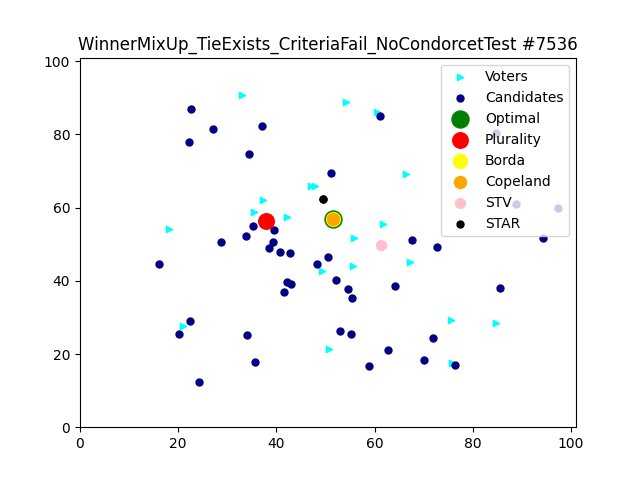 WinnerMixUp_TieExists_CriteriaFail_NoCondorcetTest #7536
100
80
60
40
20
0
0 20 40 60 80 100
Voters
Candidates
Optimal
Plurality
Borda
Copeland
STV
STAR